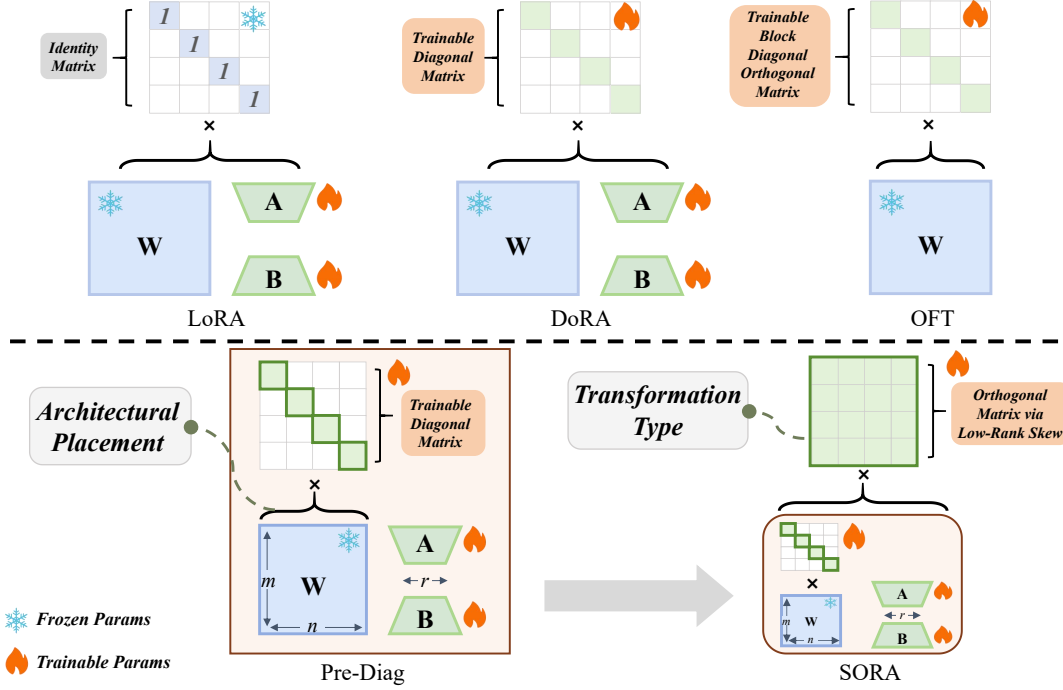 Identity
Matrix
1
1
1
1
×
W
A
B
LoRA
Trainable
Diagonal
Matrix
×
W
A
B
DoRA
Trainable
Block
Diagonal
Orthogonal
Matrix
×
W
OFT
Architectural
Placement
Trainable
Diagonal
Matrix
×
m
W
n
A
r
B
Pre-Diag
Transformation
Type
Orthogonal
Matrix via
Low-Rank Skew
×
×
m
W
n
A
r
B
SORA
Frozen Params
Trainable Params